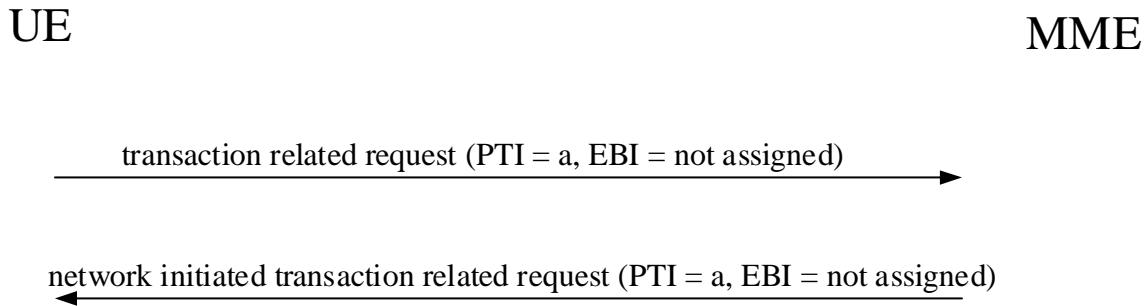 UE
MME
transaction related request (PTI = a, EBI = not assigned)
network initiated transaction related request (PTI = a, EBI = not assigned)